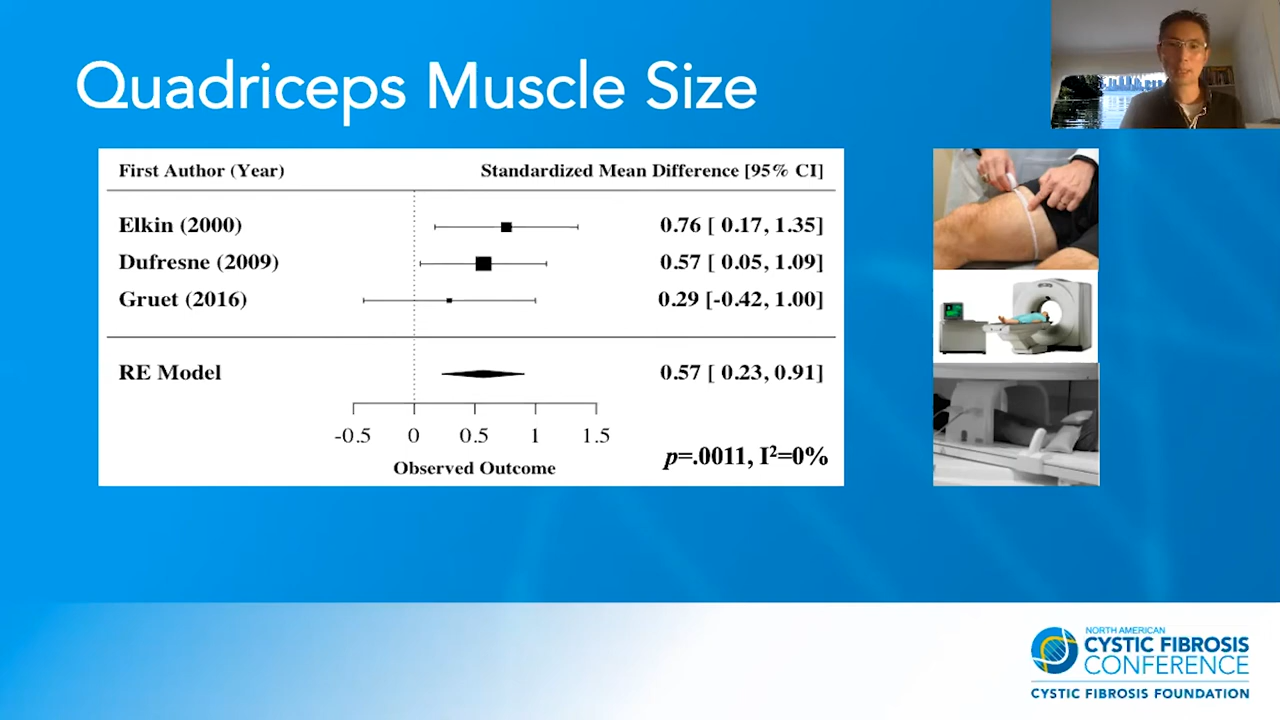 Quadriceps Muscle Size
First Author (Year) Standardized Mean Difference [95% CI]
Elkin (2000) 0.76 [ 0.17, 1.35]
Dufresne (2009) 0.57 [ 0.05, 1.09]
Gruet (2016) 0.29 [-0.42, 1.00]
RE Model 0.57 [ 0.23, 0.91]
-0.5 0 0.5 1 1.5
Observed Outcome
p=.0011, I²=0%
NORTH AMERICAN
CYSTIC FIBROSIS
CONFERENCE
CYSTIC FIBROSIS FOUNDATION